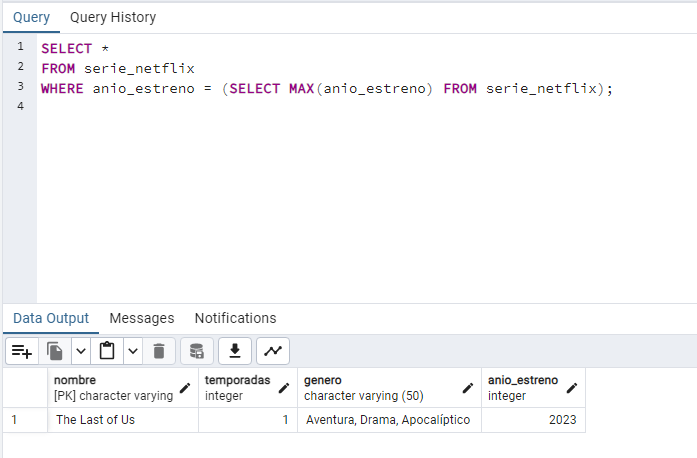 Query Query History
1 SELECT *
2 FROM serie_netflix
3 WHERE anio_estreno = (SELECT MAX(anio_estreno) FROM serie_netflix);
4
Data Output Messages Notifications
nombre temporadas genero anio_estreno
[PK] character varying integer character varying (50) integer
1 The Last of Us 1 Aventura, Drama, Apocalíptico 2023